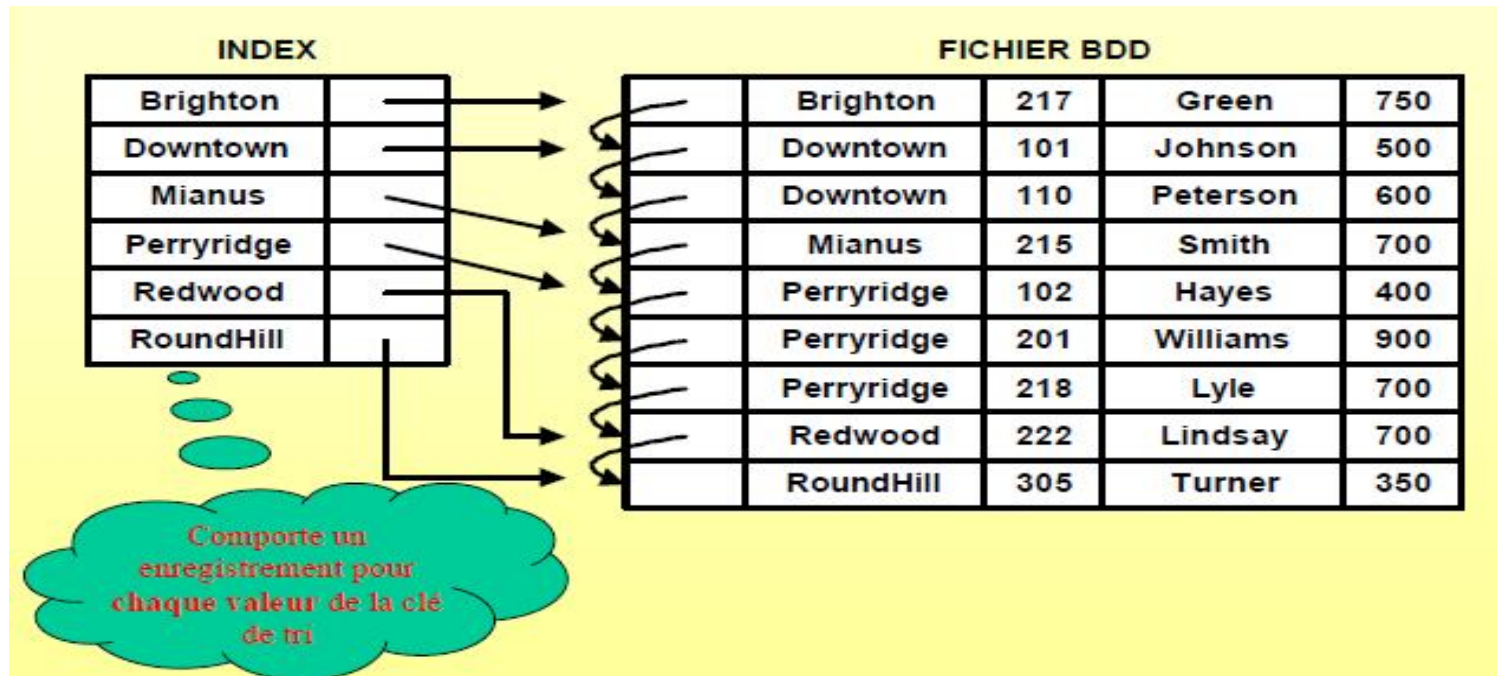 INDEX
FICHIER BDD
Brighton
Downtown
Mianus
Perryridge
Redwood
RoundHill
Brighton 217 Green 750
Downtown 101 Johnson 500
Downtown 110 Peterson 600
Mianus 215 Smith 700
Perryridge 102 Hayes 400
Perryridge 201 Williams 900
Perryridge 218 Lyle 700
Redwood 222 Lindsay 700
RoundHill 305 Turner 350
Comporte un
enregistrement pour
chaque valeur de la clé
de tri